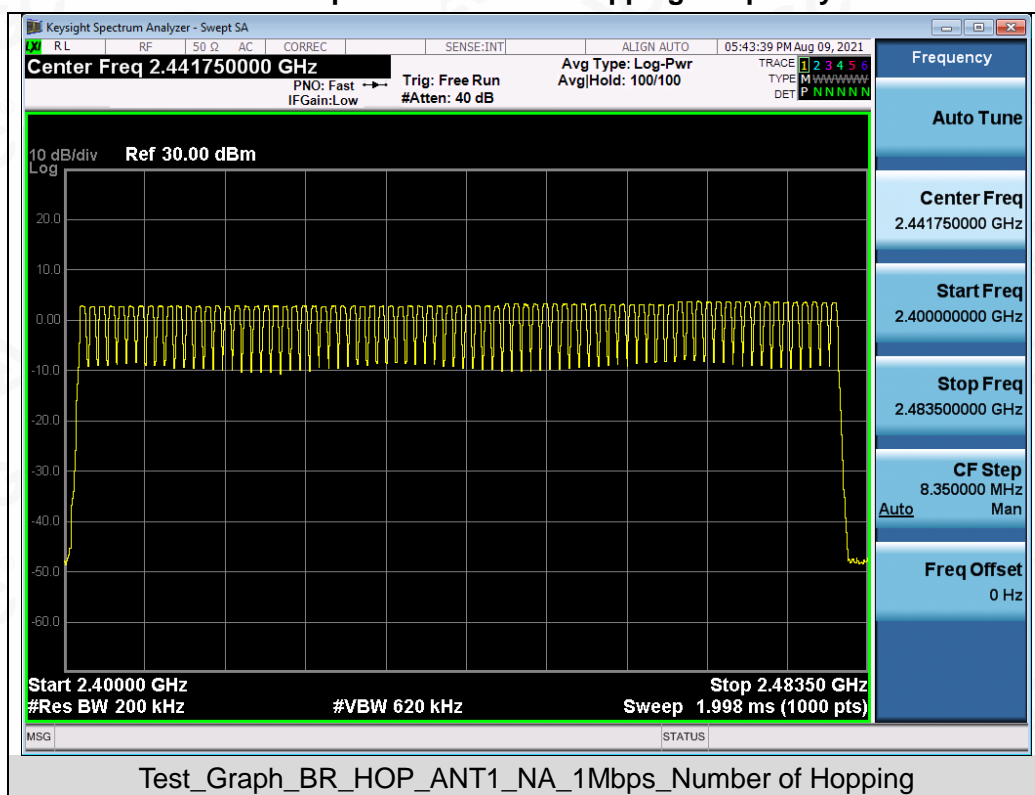 Keysight Spectrum Analyzer - Swept SA
LXI RL RF 50 Ω AC CORREC SENSE:INT ALIGN AUTO 05:43:39 PM Aug 09, 2021
Center Freq 2.441750000 GHz
PNO: Fast
IFGain:Low
Trig: Free Run
#Atten: 40 dB
Avg Type: Log-Pwr
Avg|Hold: 100/100
TRACE 1 2 3 4 5 6
TYPE M WWWWW
DET P N N N N N
Frequency
Auto Tune
Center Freq
2.441750000 GHz
Start Freq
2.400000000 GHz
Stop Freq
2.483500000 GHz
CF Step
8.350000 MHz
Auto Man
Freq Offset
0 Hz
10 dB/div Ref 30.00 dBm
Log
20.0
10.0
0.00
-10.0
-20.0
-30.0
-40.0
-50.0
-60.0
Start 2.40000 GHz Stop 2.48350 GHz
#Res BW 200 kHz #VBW 620 kHz Sweep 1.998 ms (1000 pts)
MSG STATUS
Test_Graph_BR_HOP_ANT1_NA_1Mbps_Number of Hopping